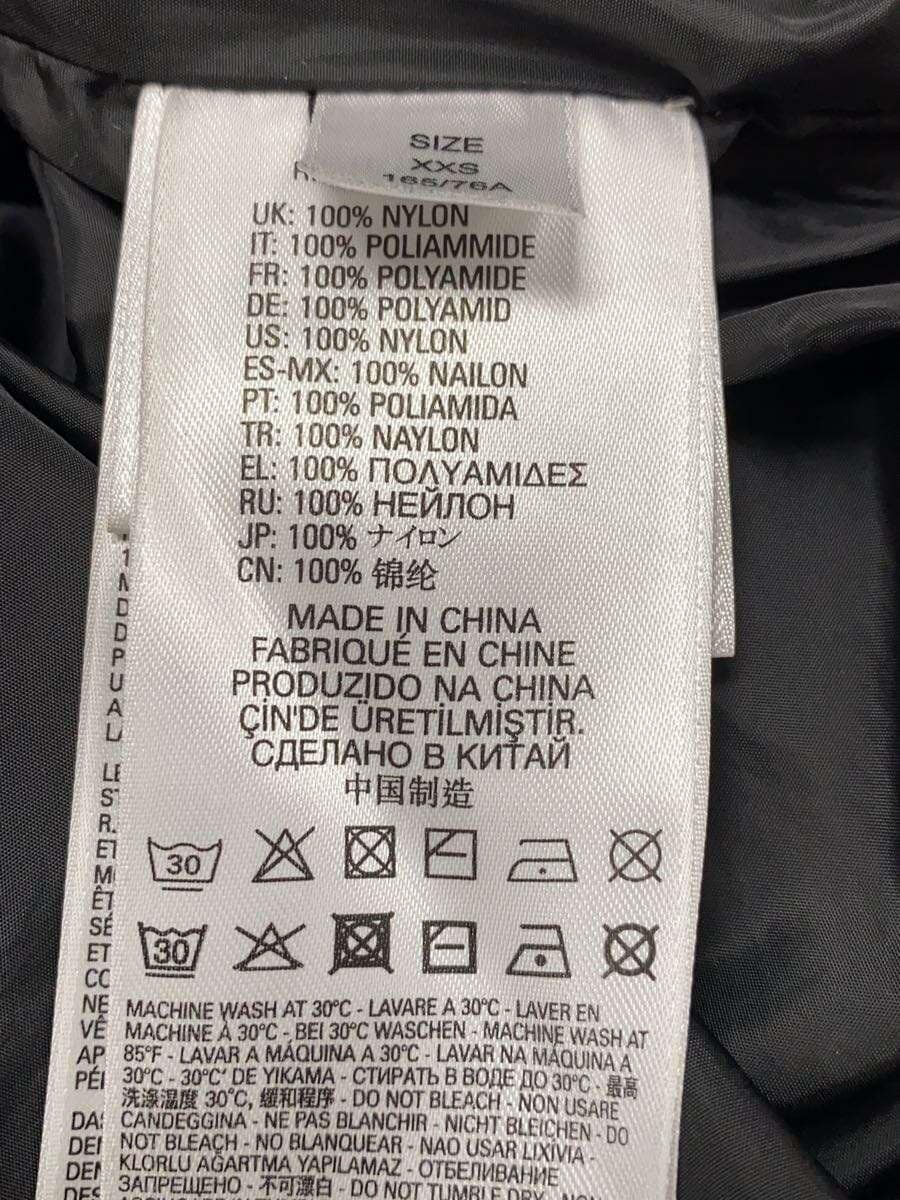 SIZE
XXS
165/76A
UK: 100% NYLON
IT: 100% POLIAMMIDE
FR: 100% POLYAMIDE
DE: 100% POLYAMID
US: 100% NYLON
ES-MX: 100% NAILON
PT: 100% POLIAMIDA
TR: 100% NAYLON
EL: 100% ΠΟΛΥΑΜΙΔΕΣ
RU: 100% НЕЙЛОН
JP: 100% ナイロン
CN: 100% 锦纶
MADE IN CHINA
FABRIQUÉ EN CHINE
PRODUZIDO NA CHINA
ÇİN'DE ÜRETİLMİŞTİR.
СДЕЛАНО В КИТАЙ
中国制造
30
30
MACHINE WASH AT 30°C - LAVARE A 30°C - LAVER EN
MACHINE À 30°C - BEI 30°C WASCHEN - MACHINE WASH AT
85°F - LAVAR A MÁQUINA A 30°C - LAVAR NA MÁQUINA A
30°C - 30°C' DE YIKAMA - СТИРАТЬ В ВОДЕ ДО 30°C - 最高
洗涤温度 30°C, 缓和程序 - DO NOT BLEACH - NON USARE
CANDEGGINA - NE PAS BLANCHIR - NICHT BLEICHEN - DO
NOT BLEACH - NO BLANQUEAR - NAO USAR LIXÍVIA -
KLORLU AĞARTMA YAPILAMAZ - ОТБЕЛИВАНИЕ
ЗАПРЕЩЕНО - 不可漂白 - DO NOT TUMBLE DRY - NON